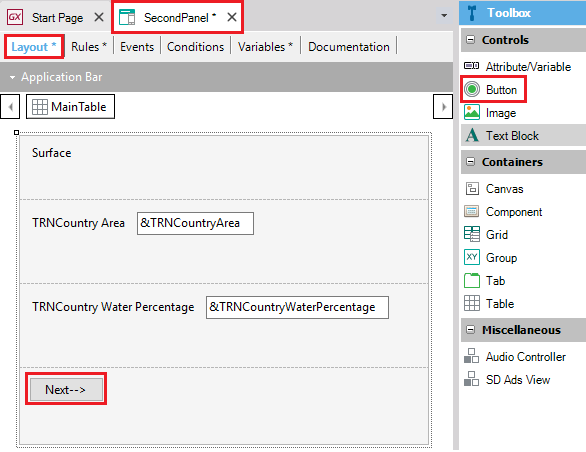 GX Start Page × SecondPanel * ×
Layout * Rules * Events Conditions Variables * Documentation
Application Bar
MainTable
Surface
TRNCountry Area &TRNCountryArea
TRNCountry Water Percentage &TRNCountryWaterPercentage
Next-->
Toolbox
Controls
Attribute/Variable
Button
Image
A Text Block
Containers
Canvas
Component
Grid
XY Group
Tab
Table
Miscellaneous
Audio Controller
SD Ads View